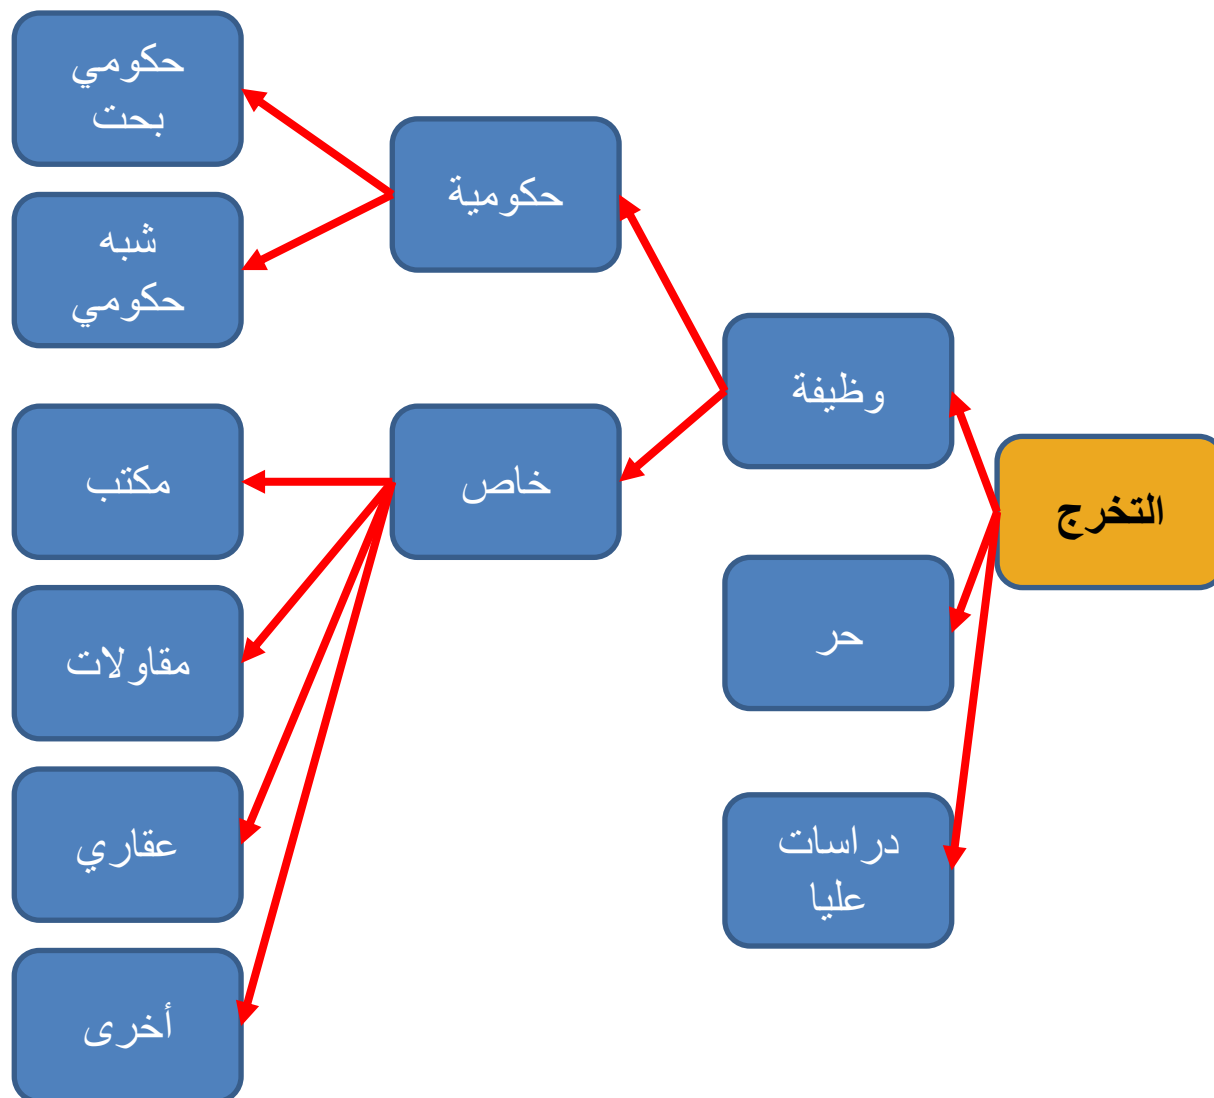 التخرج
وظيفة
حر
دراسات
عليا
حكومية
خاص
حكومي
بحت
شبه
حكومي
مكتب
مقاولات
عقاري
أخرى